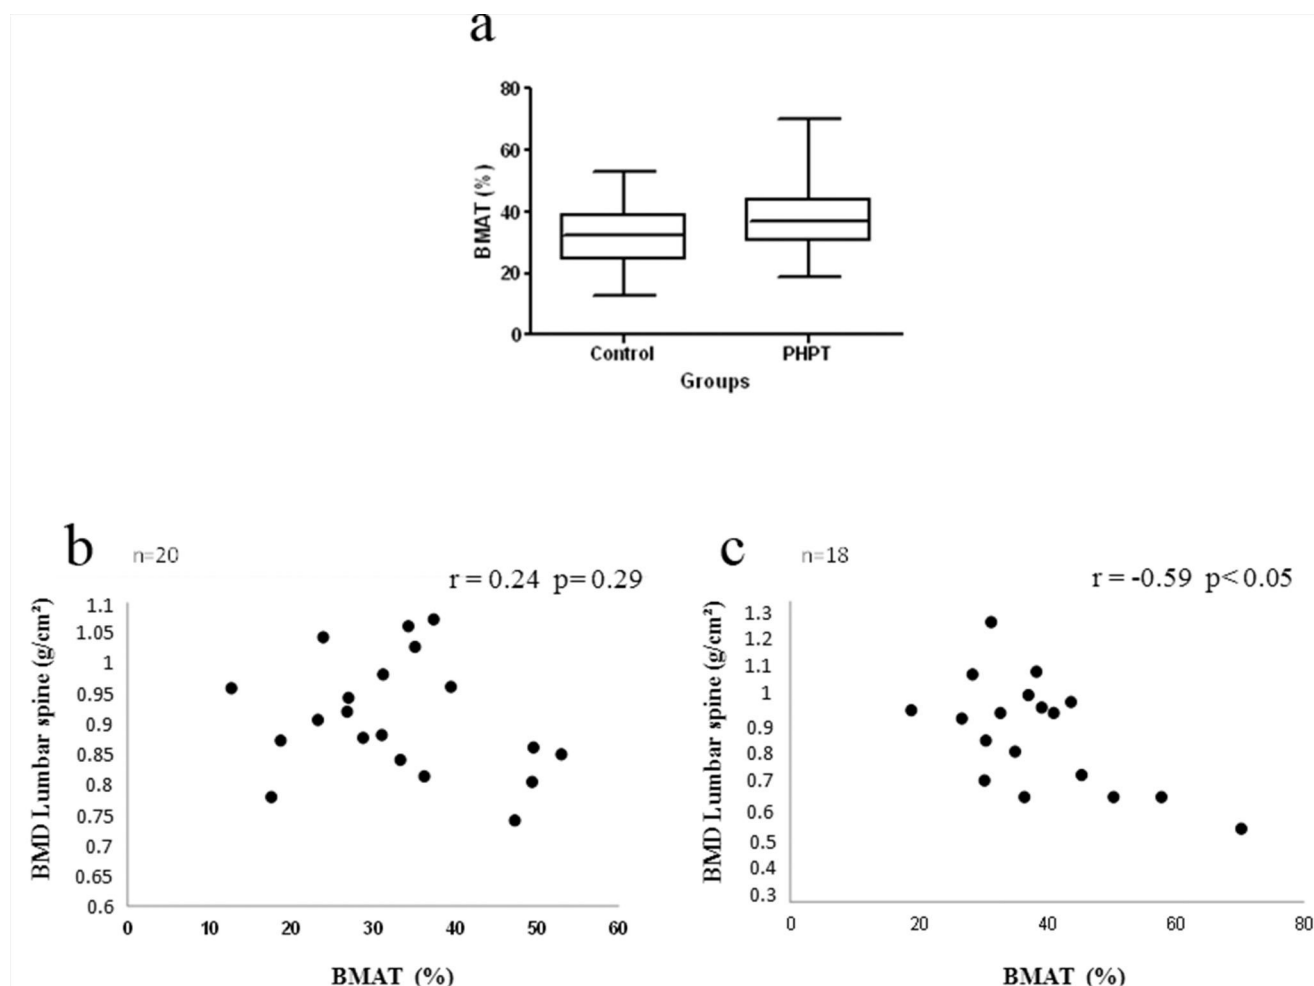 a
80
60
40
20
0
BMAT (%)
Control PHPT
Groups
b
n=20
r = 0.24 p=0.29
BMD Lumbar spine (g/cm²)
1.1
1.05
1
0.95
0.9
0.85
0.8
0.75
0.7
0.65
0.6
0 10 20 30 40 50 60
BMAT (%)
c
n=18
r = -0.59 p<0.05
BMD Lumbar spine (g/cm²)
1.3
1.2
1.1
1
0.9
0.8
0.7
0.6
0.5
0.4
0.3
0 20 40 60 80
BMAT (%)